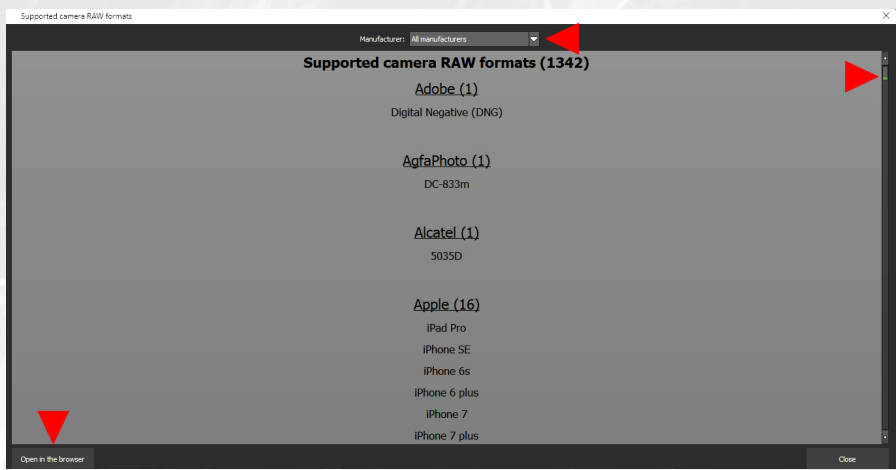 Supported camera RAW formats
Manufacturer: All manufacturers
Supported camera RAW formats (1342)
Adobe (1)
Digital Negative (DNG)
AgfaPhoto (1)
DC-833m
Alcatel (1)
5035D
Apple (16)
iPad Pro
iPhone SE
iPhone 6s
iPhone 6 plus
iPhone 7
iPhone 7 plus
Open in the browser
Close